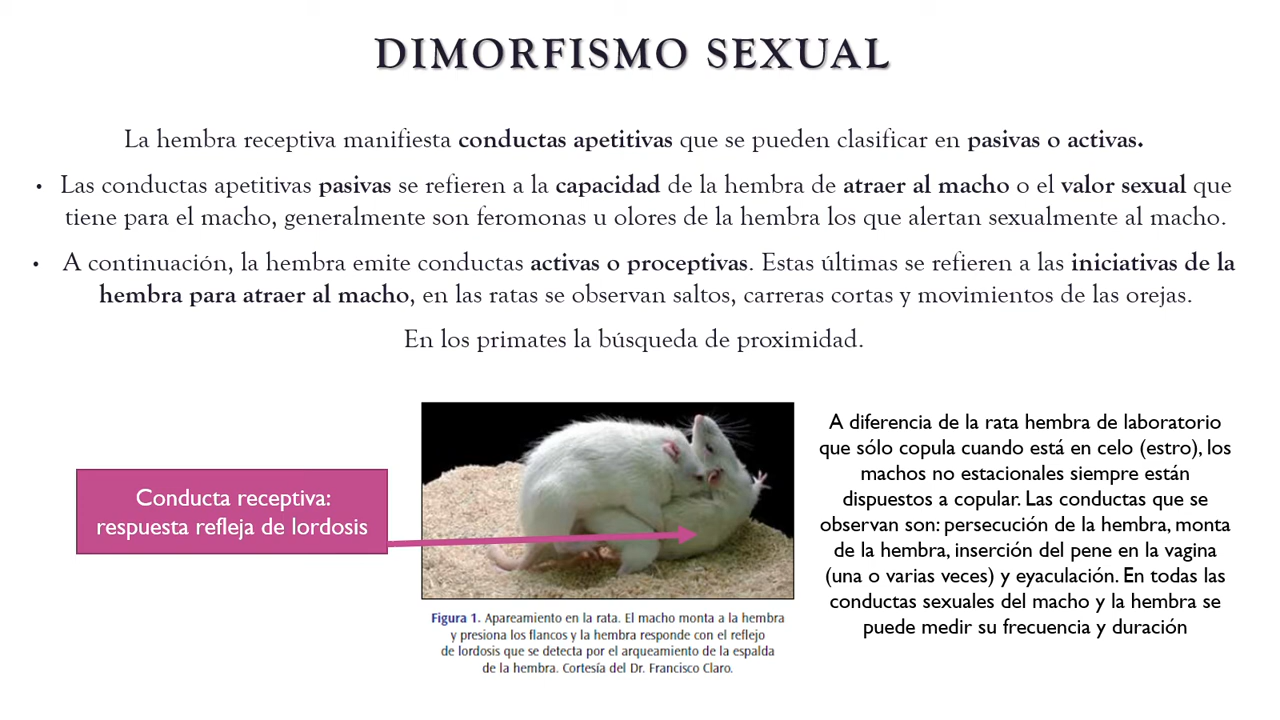 DIMORFISMO SEXUAL
La hembra receptiva manifiesta conductas apetitivas que se pueden clasificar en pasivas o activas.
• Las conductas apetitivas pasivas se refieren a la capacidad de la hembra de atraer al macho o el valor sexual que
tiene para el macho, generalmente son feromonas u olores de la hembra los que alertan sexualmente al macho.
• A continuación, la hembra emite conductas activas o proceptivas. Estas últimas se refieren a las iniciativas de la
hembra para atraer al macho, en las ratas se observan saltos, carreras cortas y movimientos de las orejas.
En los primates la búsqueda de proximidad.
Conducta receptiva:
respuesta refleja de lordosis
Figura 1. Apareamiento en la rata. El macho monta a la hembra
y presiona los flancos y la hembra responde con el reflejo
de lordosis que se detecta por el arqueamiento de la espalda
de la hembra. Cortesía del Dr. Francisco Claro.
A diferencia de la rata hembra de laboratorio
que sólo copula cuando está en celo (estro), los
machos no estacionales siempre están
dispuestos a copular. Las conductas que se
observan son: persecución de la hembra, monta
de la hembra, inserción del pene en la vagina
(una o varias veces) y eyaculación. En todas las
conductas sexuales del macho y la hembra se
puede medir su frecuencia y duración